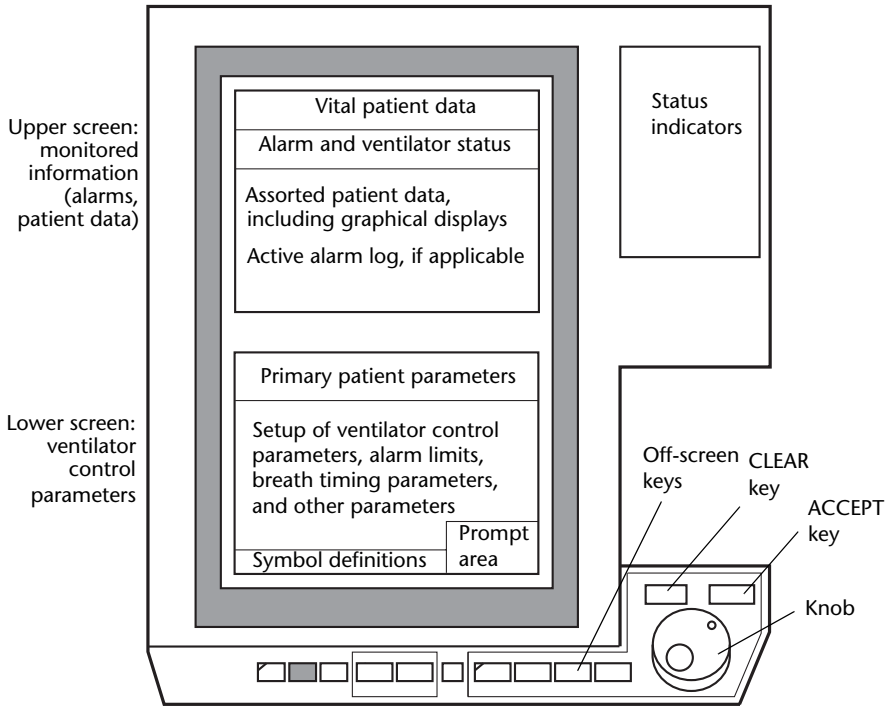 Upper screen:
monitored
information
(alarms,
patient data)
Vital patient data
Alarm and ventilator status
Assorted patient data,
including graphical displays
Active alarm log, if applicable
Status
indicators
Lower screen:
ventilator
control
parameters
Primary patient parameters
Setup of ventilator control
parameters, alarm limits,
breath timing parameters,
and other parameters
Symbol definitions
Prompt
area
Off-screen
keys
CLEAR
key
ACCEPT
key
Knob